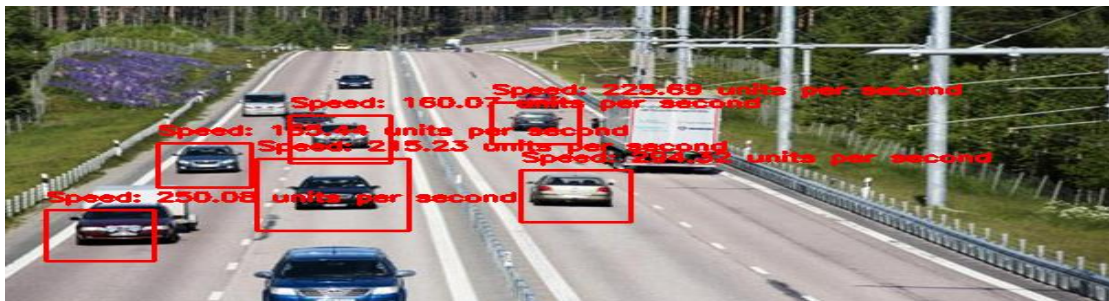 Speed: 225.69 units per second
Speed: 160.07 units per second
Speed: units per second
Speed: 215.23 units per second
Speed: units per second
Speed: 250.08 units per second